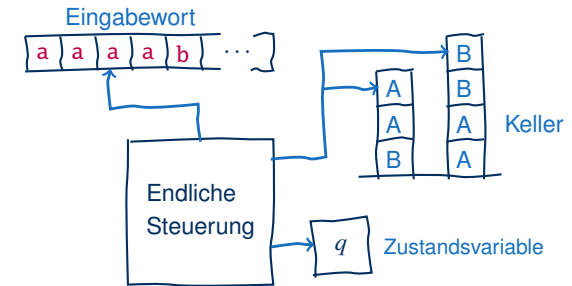 Eingabewort
a a a a b ···
B
A B
A A
B A
Keller
Endliche
Steuerung
q
Zustandsvariable